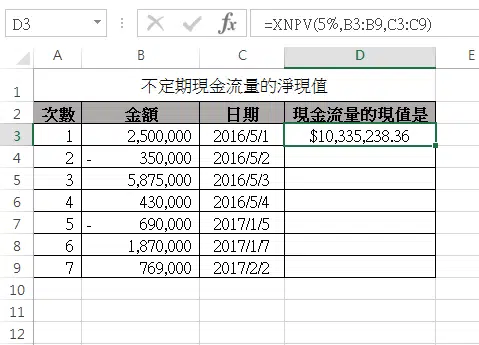 D3 =XNPV(5%,B3:B9,C3:C9)
A B C D E
1 不定期現金流量的淨現值
2 次數 金額 日期 現金流量的現值是
3 1 2,500,000 2016/5/1 $10,335,238.36
4 2 - 350,000 2016/5/2
5 3 5,875,000 2016/5/3
6 4 430,000 2016/5/4
7 5 - 690,000 2017/1/5
8 6 1,870,000 2017/1/7
9 7 769,000 2017/2/2
10
11
12